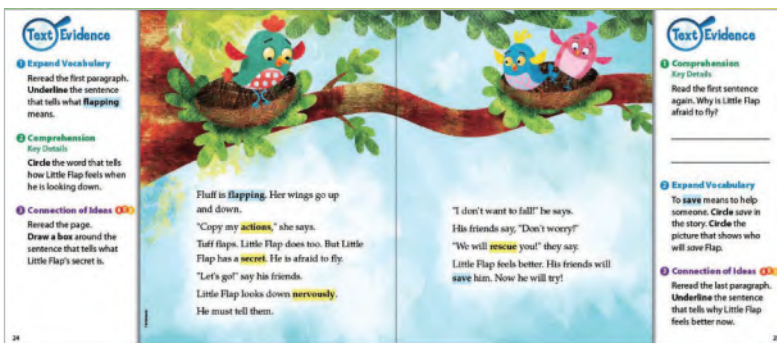 Text Evidence
1 Expand Vocabulary
Reread the first paragraph.
Underline the sentence
that tells what flapping
means.
2 Comprehension
Key Details
Circle the word that tells
how Little Flap feels when
he is looking down.
3 Connection of Ideas
Reread the page.
Draw a box around the
sentence that tells what
Little Flap's secret is.
24
Fluff is flapping. Her wings go up
and down.
"Copy my actions," she says.
Tuff flaps. Little Flap does too. But Little
Flap has a secret. He is afraid to fly.
"Let's go!" say his friends.
Little Flap looks down nervously.
He must tell them.
"I don't want to fall!" he says.
His friends say, "Don't worry!"
"We will rescue you!" they say.
Little Flap feels better. His friends will
save him. Now he will try!
Text Evidence
1 Comprehension
Key Details
Read the first sentence
again. Why is Little Flap
afraid to fly?
2 Expand Vocabulary
To save means to help
someone. Circle save in
the story. Circle the
picture that shows who
will save Flap.
3 Connection of Ideas
Reread the last paragraph.
Underline the sentence
that tells why Little Flap
feels better now.